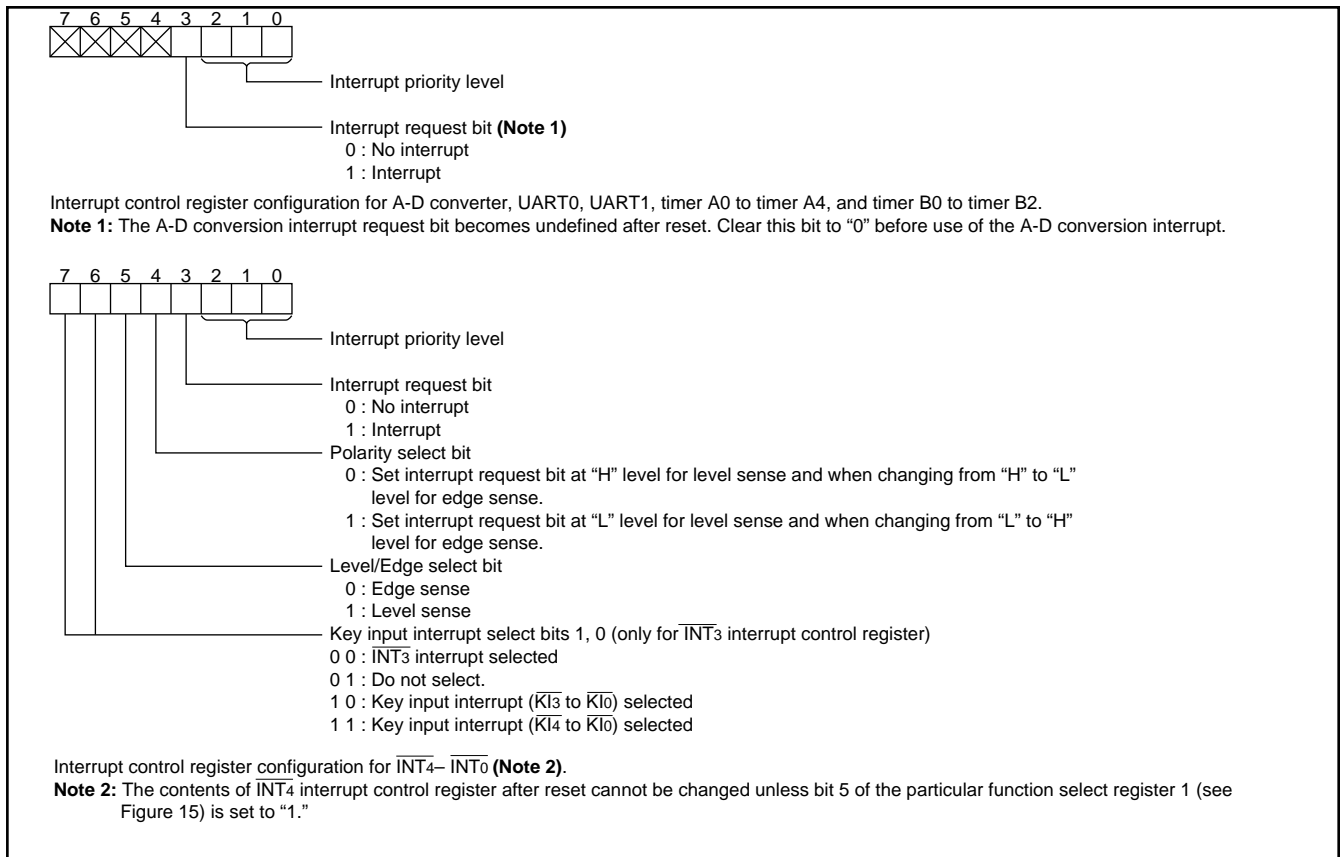 7 6 5 4 3 2 1 0
Interrupt priority level
Interrupt request bit (Note 1)
0 : No interrupt
1 : Interrupt
Interrupt control register configuration for A-D converter, UART0, UART1, timer A0 to timer A4, and timer B0 to timer B2.
Note 1: The A-D conversion interrupt request bit becomes undefined after reset. Clear this bit to “0” before use of the A-D conversion interrupt.
7 6 5 4 3 2 1 0
Interrupt priority level
Interrupt request bit
0 : No interrupt
1 : Interrupt
Polarity select bit
0 : Set interrupt request bit at “H” level for level sense and when changing from “H” to “L”
level for edge sense.
1 : Set interrupt request bit at “L” level for level sense and when changing from “L” to “H”
level for edge sense.
Level/Edge select bit
0 : Edge sense
1 : Level sense
Key input interrupt select bits 1, 0 (only for INT3 interrupt control register)
0 0 : INT3 interrupt selected
0 1 : Do not select.
1 0 : Key input interrupt (KI3 to KI0) selected
1 1 : Key input interrupt (KI4 to KI0) selected
Interrupt control register configuration for INT4– INT0 (Note 2).
Note 2: The contents of INT4 interrupt control register after reset cannot be changed unless bit 5 of the particular function select register 1 (see
Figure 15) is set to “1.”